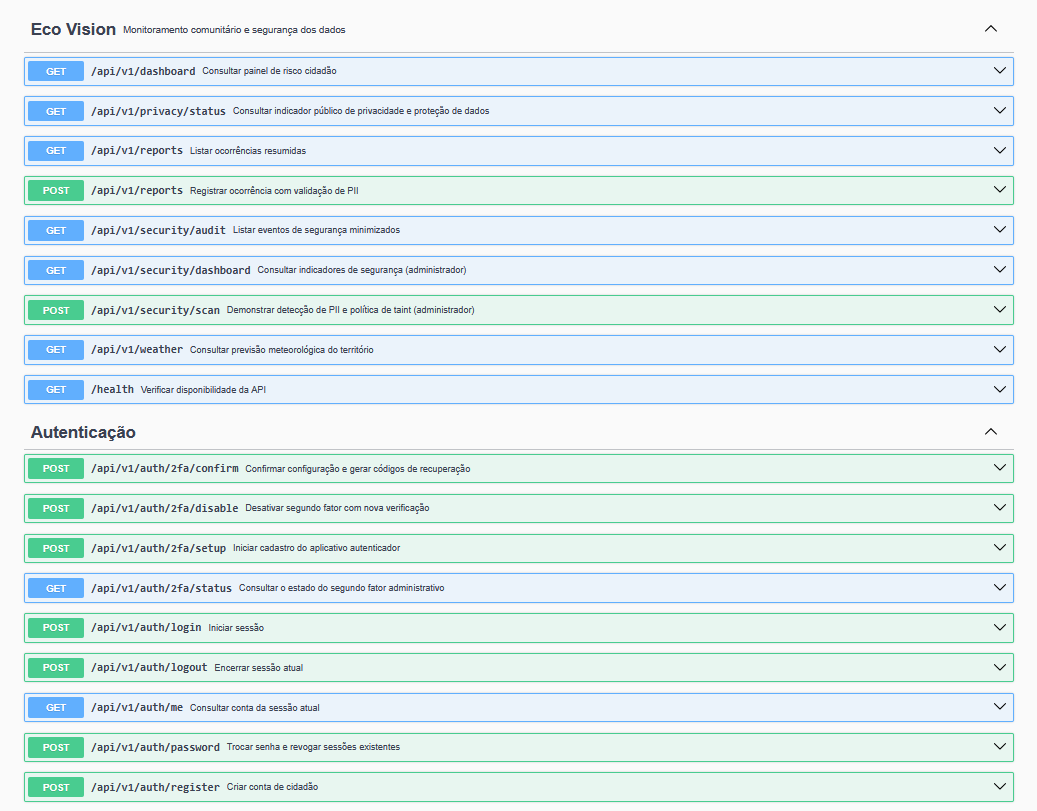 Eco Vision Monitoramento comunitário e segurança dos dados
GET /api/v1/dashboard Consultar painel de risco cidadão
GET /api/v1/privacy/status Consultar indicador público de privacidade e proteção de dados
GET /api/v1/reports Listar ocorrências resumidas
POST /api/v1/reports Registrar ocorrência com validação de PII
GET /api/v1/security/audit Listar eventos de segurança minimizados
GET /api/v1/security/dashboard Consultar indicadores de segurança (administrador)
POST /api/v1/security/scan Demonstrar detecção de PII e política de taint (administrador)
GET /api/v1/weather Consultar previsão meteorológica do território
GET /health Verificar disponibilidade da API
Autenticação
POST /api/v1/auth/2fa/confirm Confirmar configuração e gerar códigos de recuperação
POST /api/v1/auth/2fa/disable Desativar segundo fator com nova verificação
POST /api/v1/auth/2fa/setup Iniciar cadastro do aplicativo autenticador
GET /api/v1/auth/2fa/status Consultar o estado do segundo fator administrativo
POST /api/v1/auth/login Iniciar sessão
POST /api/v1/auth/logout Encerrar sessão atual
GET /api/v1/auth/me Consultar conta da sessão atual
POST /api/v1/auth/password Trocar senha e revogar sessões existentes
POST /api/v1/auth/register Criar conta de cidadão